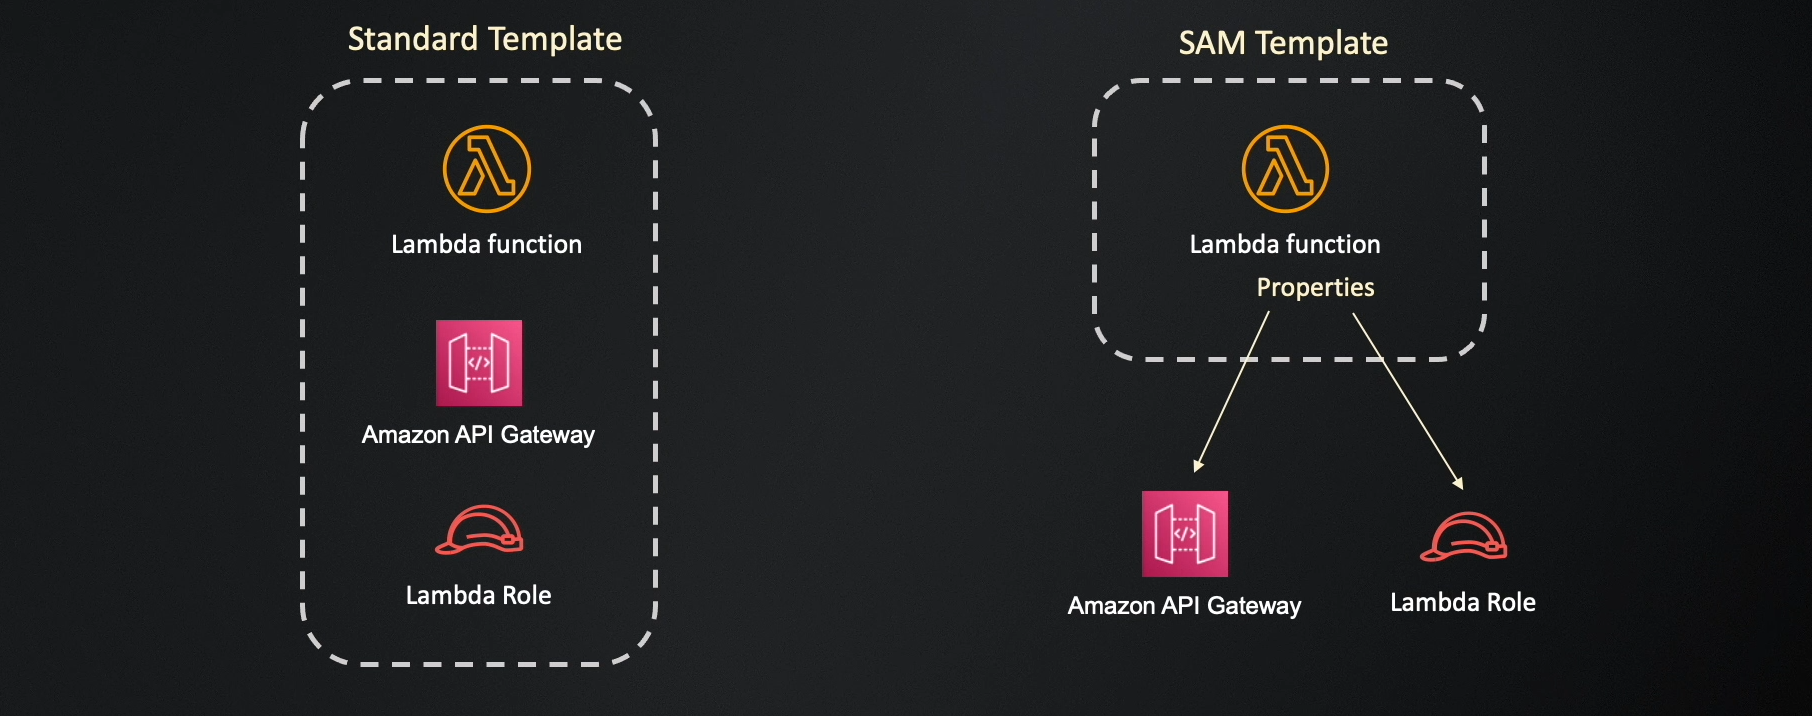 Standard Template
Lambda function
</>
Amazon API Gateway
Lambda Role
SAM Template
Lambda function
Properties
</>
Amazon API Gateway
Lambda Role